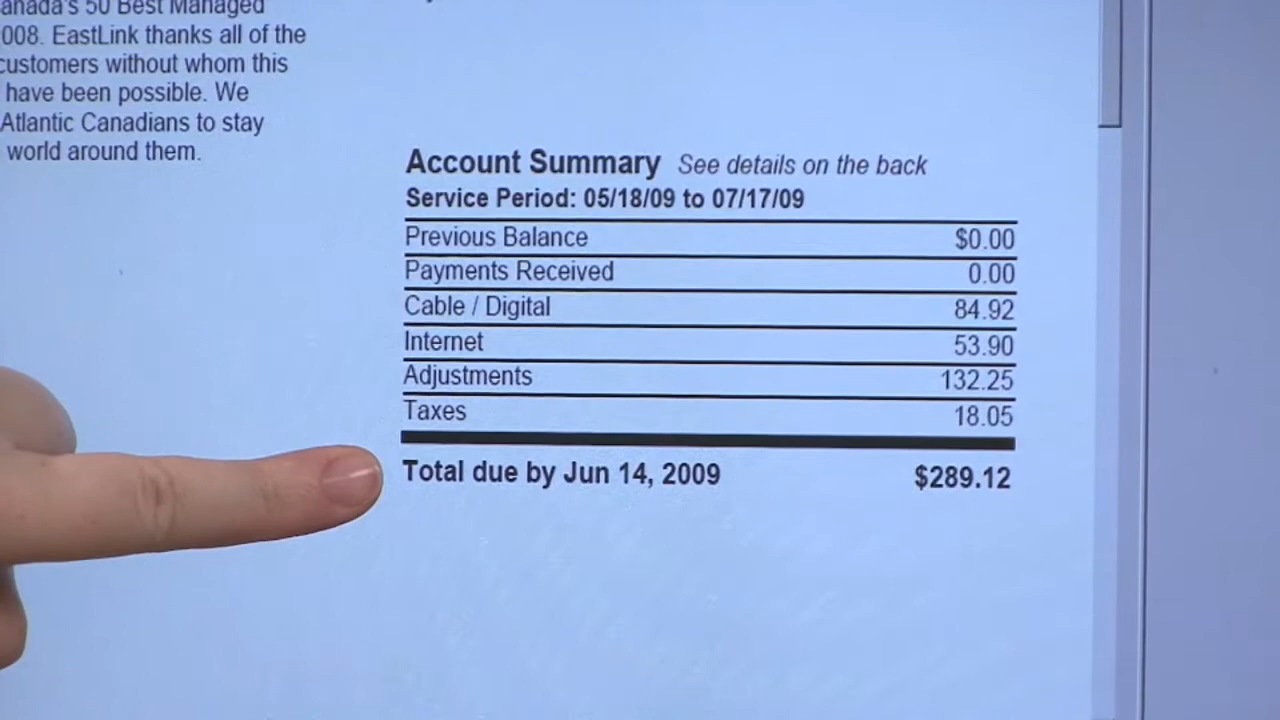 50 Best Managed
008. EastLink thanks all of the
customers without whom this
have been possible. We
Atlantic Canadians to stay
world around them.
Account Summary See details on the back
Service Period: 05/18/09 to 07/17/09
Previous Balance $0.00
Payments Received 0.00
Cable / Digital 84.92
Internet 53.90
Adjustments 132.25
Taxes 18.05
Total due by Jun 14, 2009 $289.12